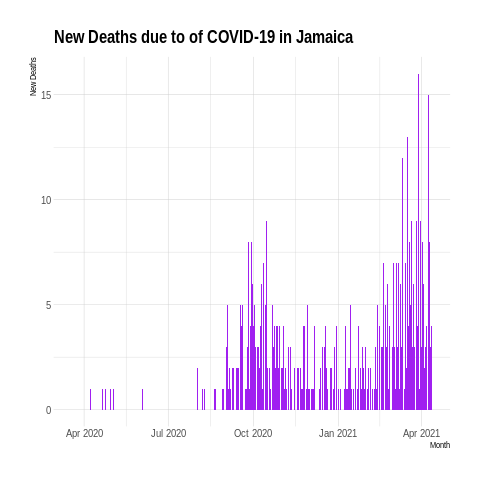 New Deaths due to of COVID-19 in Jamaica
New Deaths
15
10
5
0
Apr 2020 Jul 2020 Oct 2020 Jan 2021 Apr 2021
Month